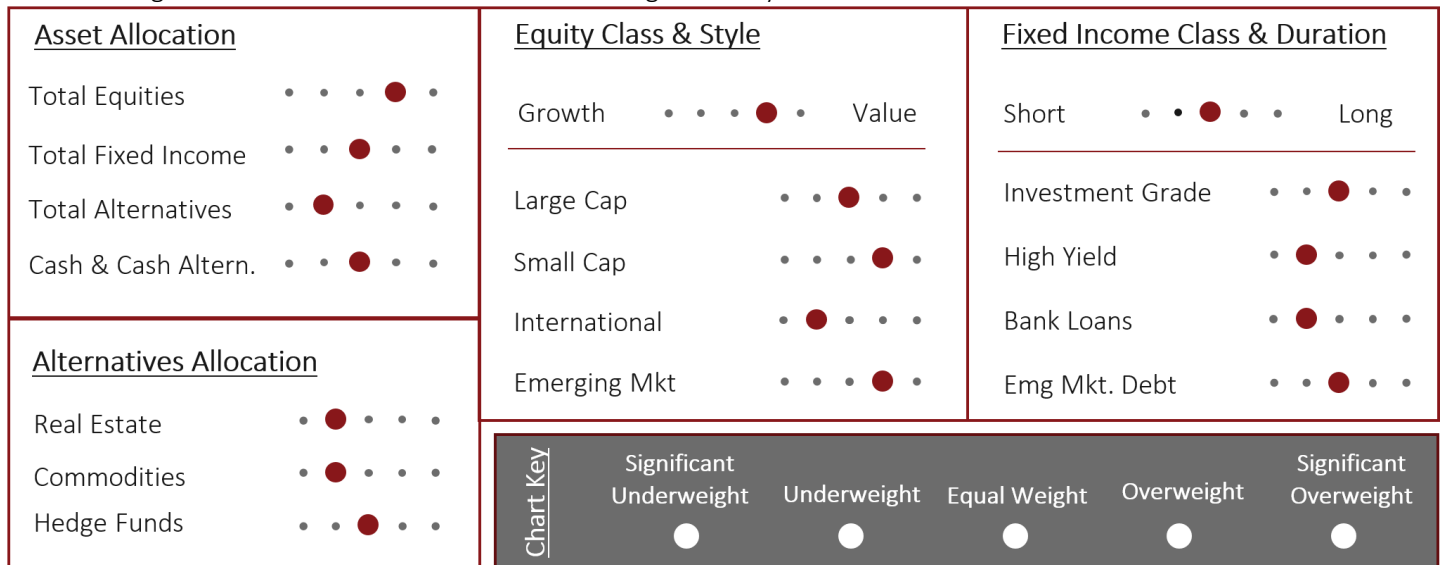 Asset Allocation
Total Equities
Total Fixed Income
Total Alternatives
Cash & Cash Altern.
Alternatives Allocation
Real Estate
Commodities
Hedge Funds
Equity Class & Style
Growth Value
Large Cap
Small Cap
International
Emerging Mkt
Fixed Income Class & Duration
Short Long
Investment Grade
High Yield
Bank Loans
Emg Mkt. Debt
Chart Key
Significant
Underweight
Underweight
Equal Weight
Overweight
Significant
Overweight